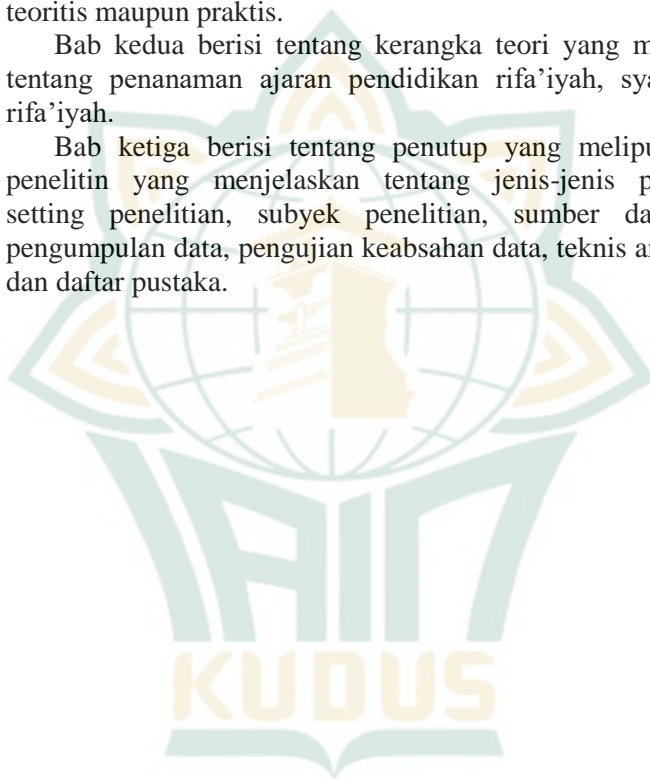 teoritis maupun praktis.
Bab kedua berisi tentang kerangka teori yang m
tentang penanaman ajaran pendidikan rifa'iyah, sya
rifa'iyah.
Bab ketiga berisi tentang penutup yang melipu
penelitin yang menjelaskan tentang jenis-jenis p
setting penelitian, subyek penelitian, sumber da
pengumpulan data, pengujian keabsahan data, teknis a
dan daftar pustaka.
IAIN
KUDUS